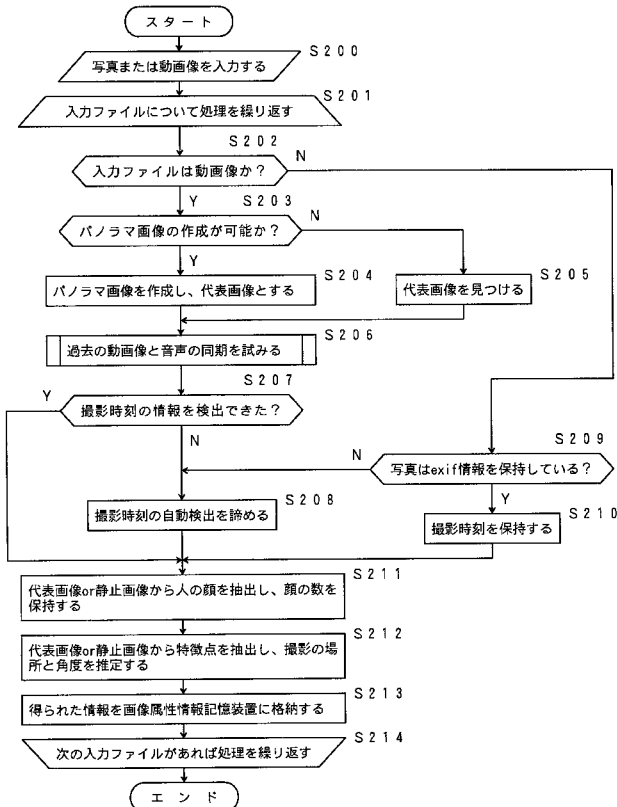 スタート
S200
写真または動画像を入力する
S201
入力ファイルについて処理を繰り返す
S202
入力ファイルは動画像か？
N
Y
S203
パノラマ画像の作成が可能か？
N
Y
S204
パノラマ画像を作成し、代表画像とする
S205
代表画像を見つける
S206
過去の動画像と音声の同期を試みる
S207
Y
撮影時刻の情報を検出できた？
N
S209
N
写真はexif情報を保持している？
Y
S208
撮影時刻の自動検出を諦める
S210
撮影時刻を保持する
S211
代表画像or静止画像から人の顔を抽出し、顔の数を
保持する
S212
代表画像or静止画像から特徴点を抽出し、撮影の場
所と角度を推定する
S213
得られた情報を画像属性情報記憶装置に格納する
S214
次の入力ファイルがあれば処理を繰り返す
エンド